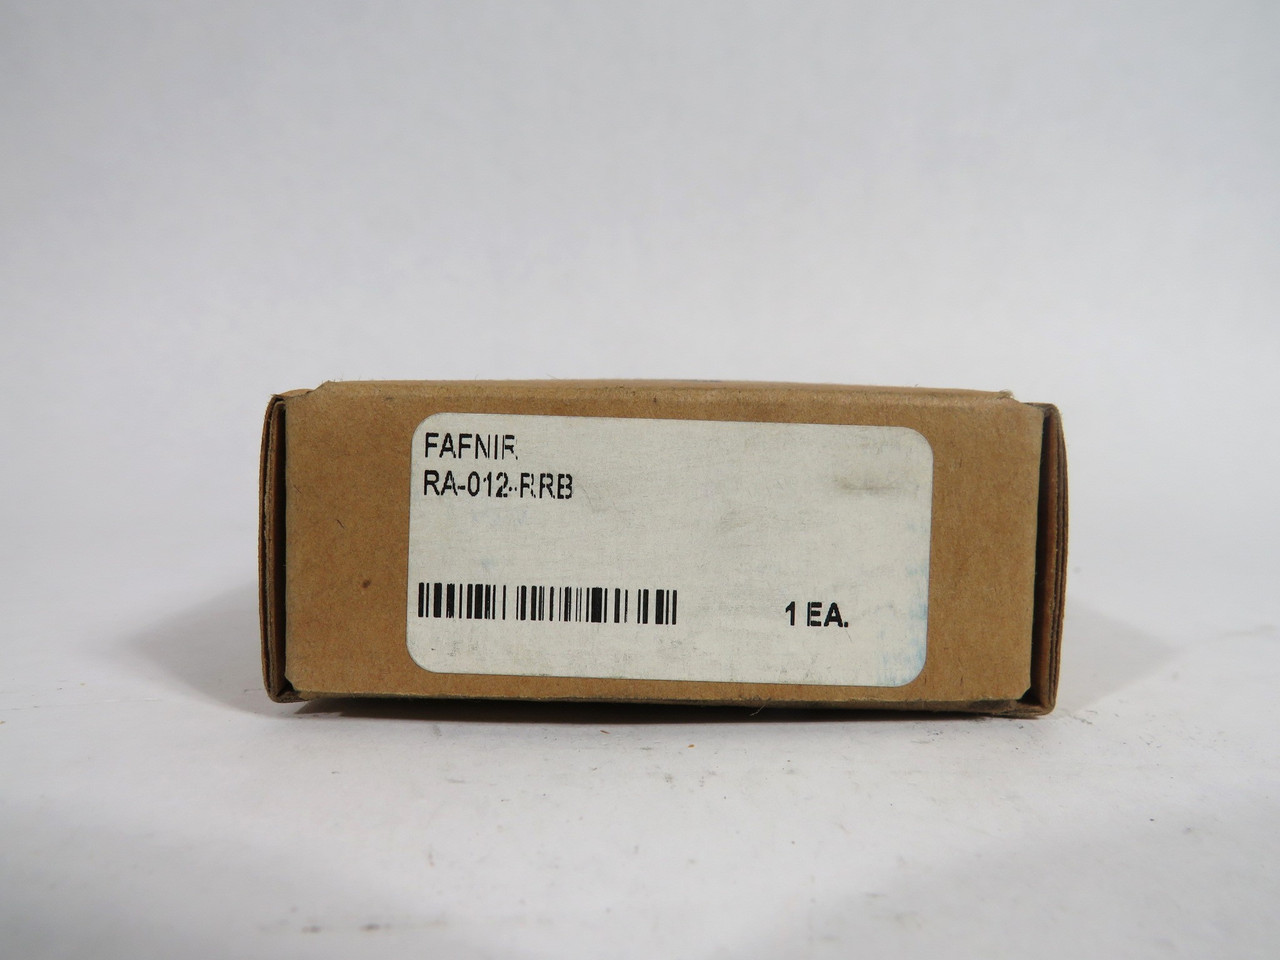 FAFNIR
RA-012-RRB
1 EA.